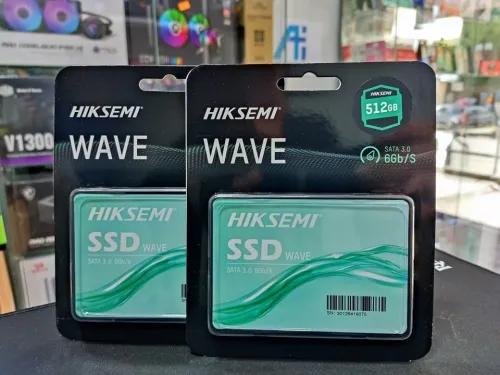 HIKSEMI
WAVE
HIKSEMI
SSD WAVE
SATA 3.0 6Gb/s
HIKSEMI
WAVE
HIKSEMI
512GB
SATA 3.0
6Gb/S
HIKSEMI
SSD WAVE
SATA 3.0 6Gb/s
V1300